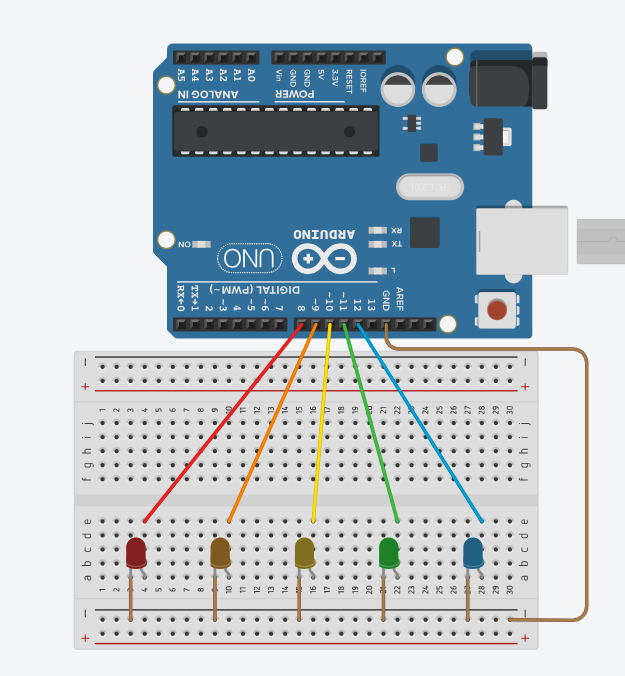 A5 A4 A3 A2 A1 A0 Vin GND GND 5V 3.3V RESET IOREF
ANALOG IN POWER
RX
ARDUINO
ON UNO TX
L
DIGITAL (PWM~)
RX←0 TX→1 2 ~3 4 ~5 ~6 7 8 ~9 ~10 ~11 12 13 GND AREF
− −
+ +
1 2 3 4 5 6 7 8 9 10 11 12 13 14 15 16 17 18 19 20 21 22 23 24 25 26 27 28 29 30
j j
i i
h h
g g
f f
e e
d d
c c
b b
a a
1 2 3 4 5 6 7 8 9 10 11 12 13 14 15 16 17 18 19 20 21 22 23 24 25 26 27 28 29 30
− −
+ +